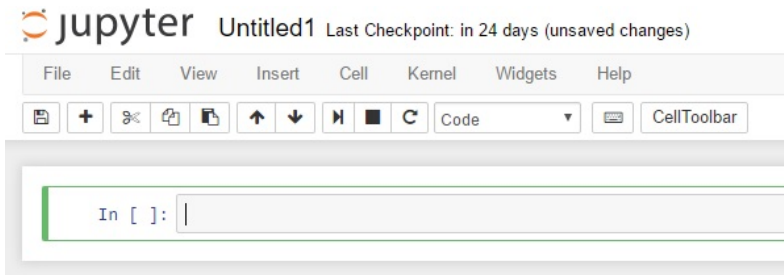 jupyter Untitled1 Last Checkpoint: in 24 days (unsaved changes)
File Edit View Insert Cell Kernel Widgets Help
Code CellToolbar
In [ ]: